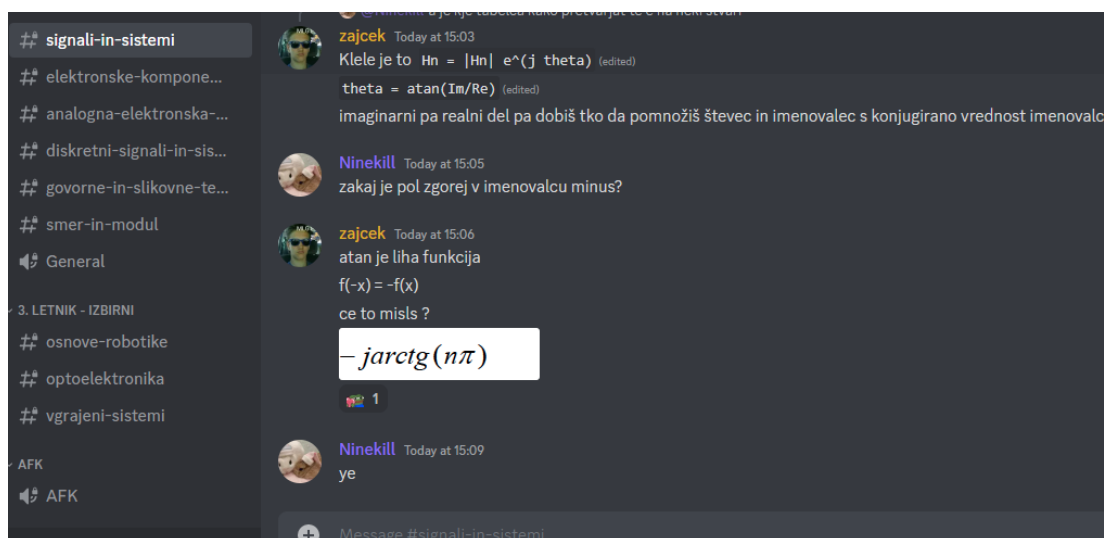 signali-in-sistemi
elektronske-kompone...
analogna-elektronska-...
diskretni-signali-in-sis...
govorne-in-slikovne-te...
smer-in-modul
General
3. LETNIK - IZBIRNI
osnove-robotike
optoelektronika
vgrajeni-sistemi
AFK
AFK
zajcek Today at 15:03
Klele je to Hn = |Hn| e^(j theta) (edited)
theta = atan(Im/Re) (edited)
imaginarni pa realni del pa dobiš tko da pomnožiš števec in imenovalec s konjugirano vrednost imenovalc
Ninekill Today at 15:05
zakaj je pol zgorej v imenovalcu minus?
zajcek Today at 15:06
atan je liha funkcija
f(-x) = -f(x)
ce to misls ?
− jarctg(nπ)
1
Ninekill Today at 15:09
ye
Message #signali-in-sistemi